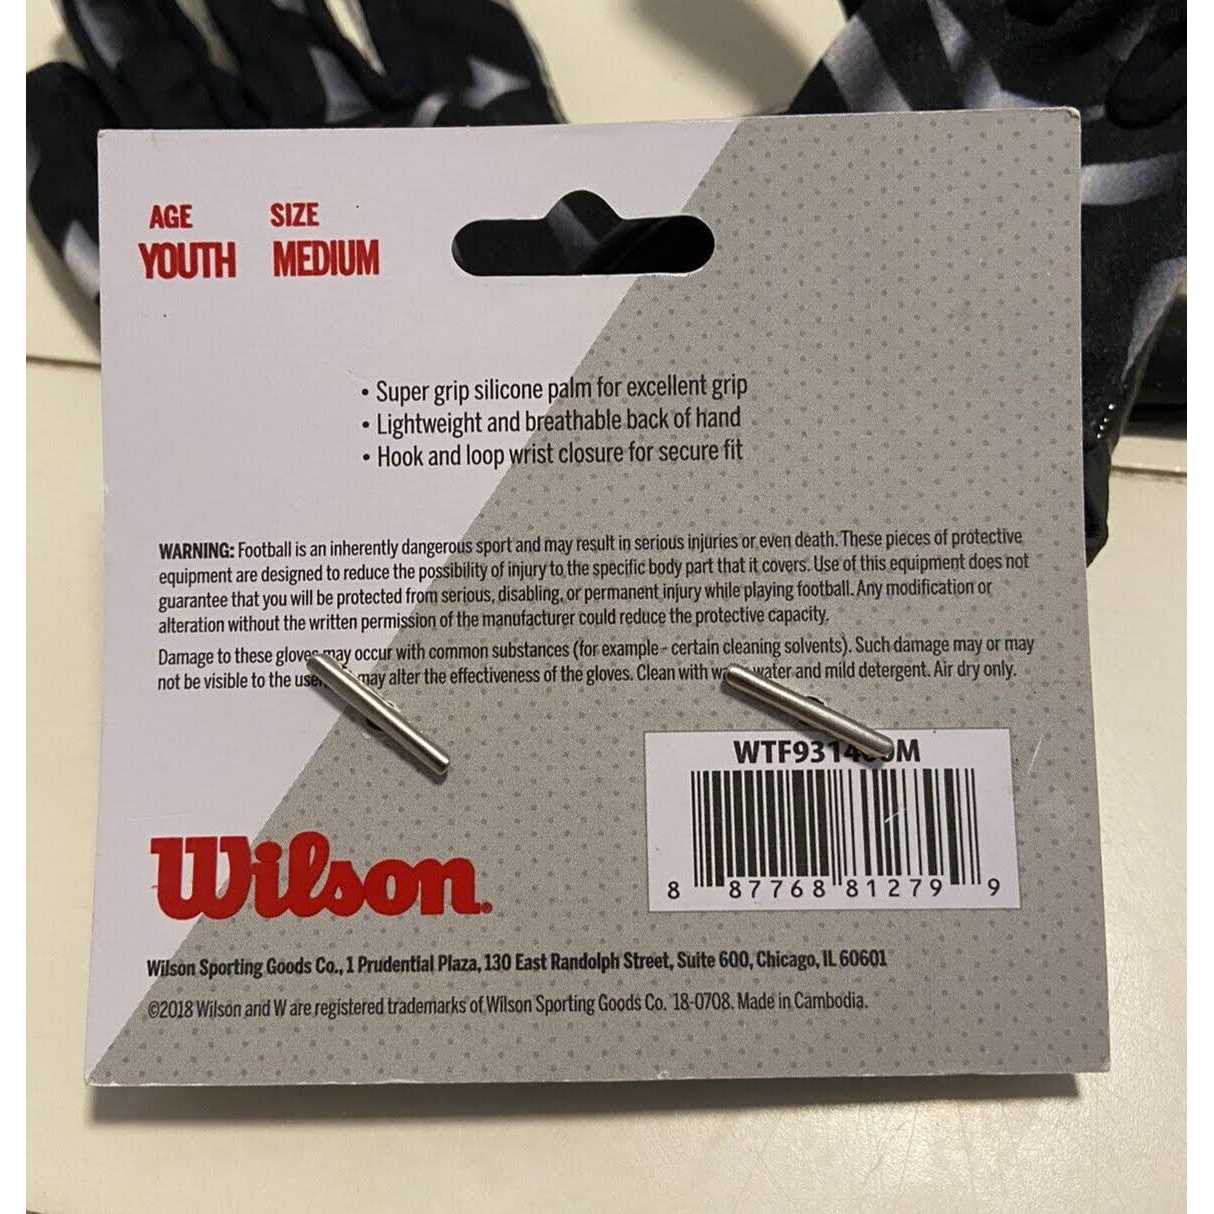 AGE SIZE
YOUTH MEDIUM
• Super grip silicone palm for excellent grip
• Lightweight and breathable back of hand
• Hook and loop wrist closure for secure fit
WARNING: Football is an inherently dangerous sport and may result in serious injuries or even death. These pieces of protective
equipment are designed to reduce the possibility of injury to the specific body part that it covers. Use of this equipment does not
guarantee that you will be protected from serious, disabling, or permanent injury while playing football. Any modification or
alteration without the written permission of the manufacturer could reduce the protective capacity.
Damage to these gloves may occur with common substances (for example - certain cleaning solvents). Such damage may or may
not be visible to the user may alter the effectiveness of the gloves. Clean with water and mild detergent. Air dry only.
8 87768 81279 9
Wilson.
Wilson Sporting Goods Co., 1 Prudential Plaza, 130 East Randolph Street, Suite 600, Chicago, IL 60601
©2018 Wilson and W are registered trademarks of Wilson Sporting Goods Co. 18-0708. Made in Cambodia.